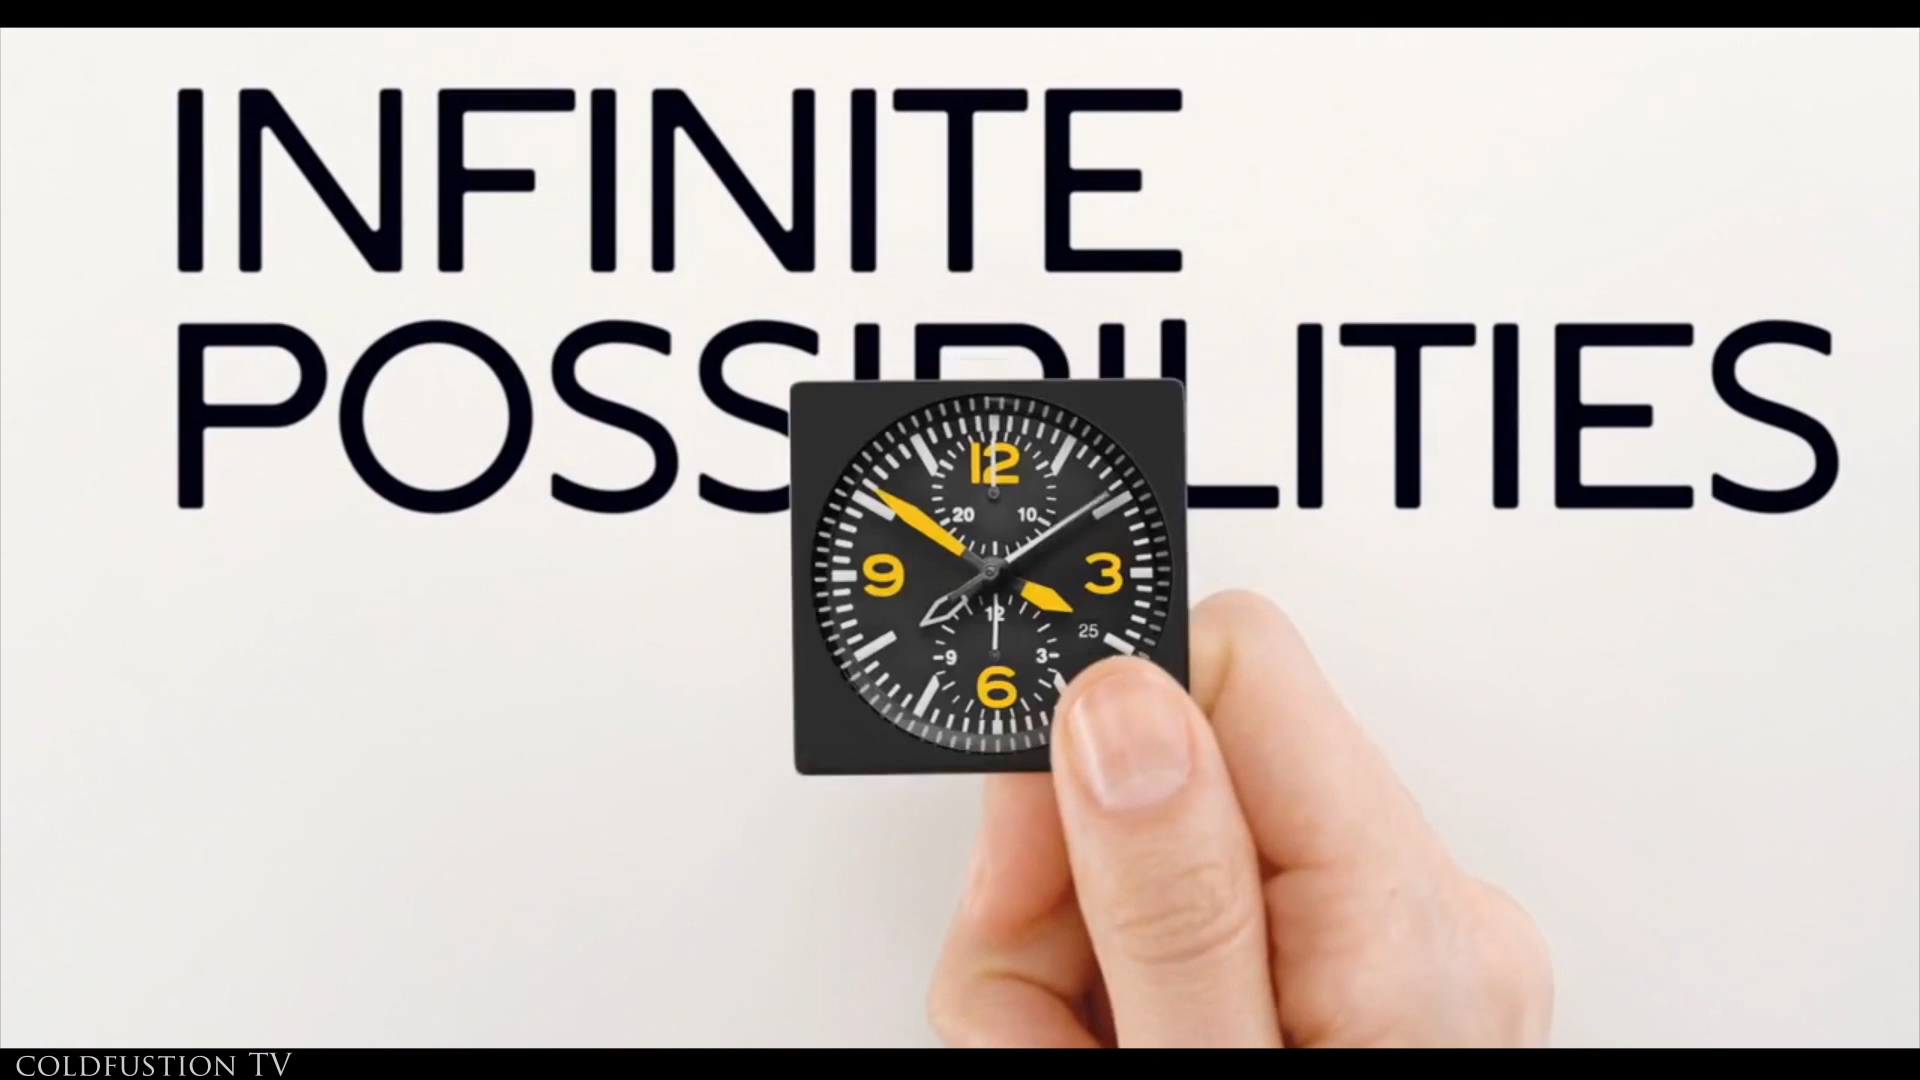 INFINITE
POSSIBILITIES
12
20 10
9 3
12
25
9 3
6
COLDFUSTION TV